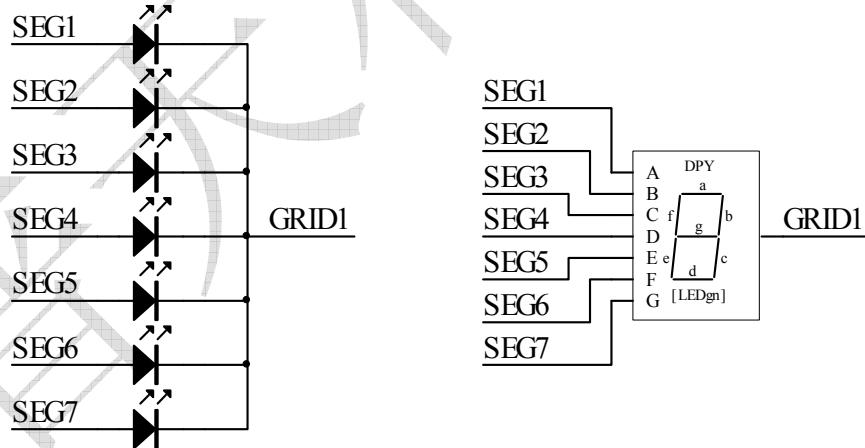 SEG1
SEG2
SEG3
SEG4
SEG5
SEG6
SEG7
GRID1
SEG1
SEG2
SEG3
SEG4
SEG5
SEG6
SEG7
A
B
C
D
E
F
G
DPY
a
f
b
g
e
c
d
[LEDgn]
GRID1